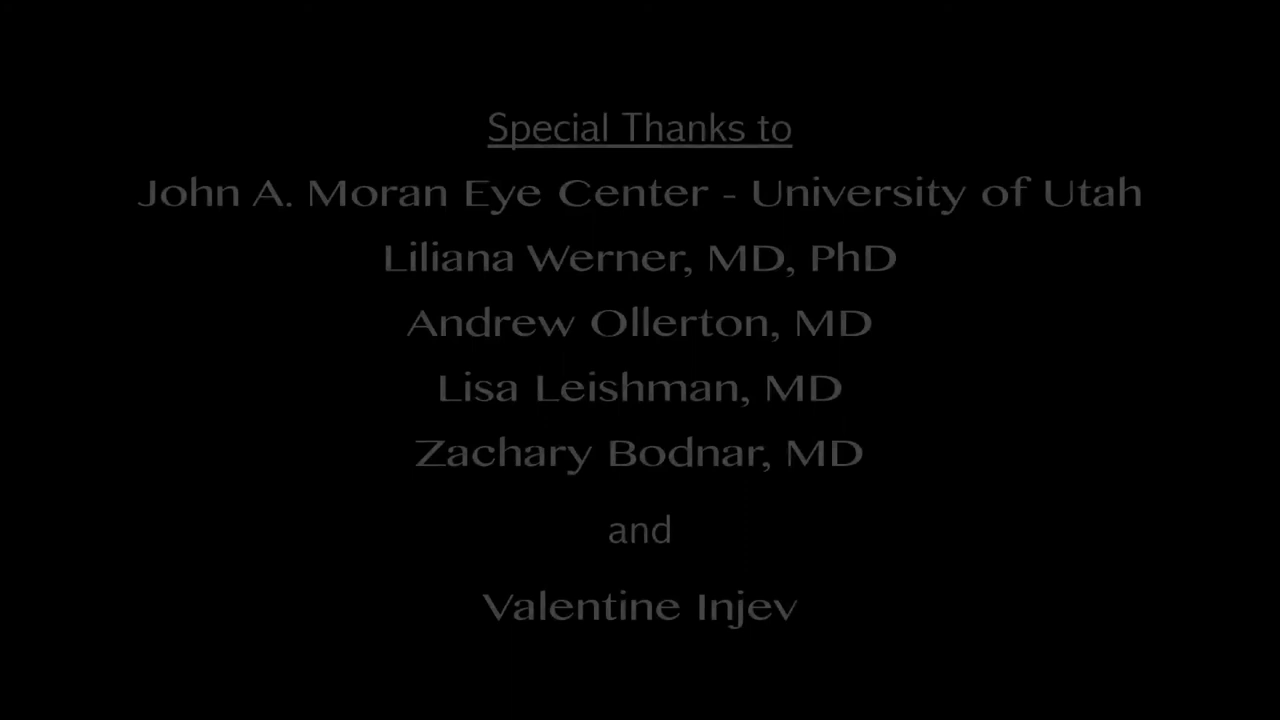 Special Thanks to
John A. Moran Eye Center - University of Utah
Liliana Werner, MD, PhD
Andrew Ollerton, MD
Lisa Leishman, MD
Zachary Bodnar, MD
and
Valentine Injev